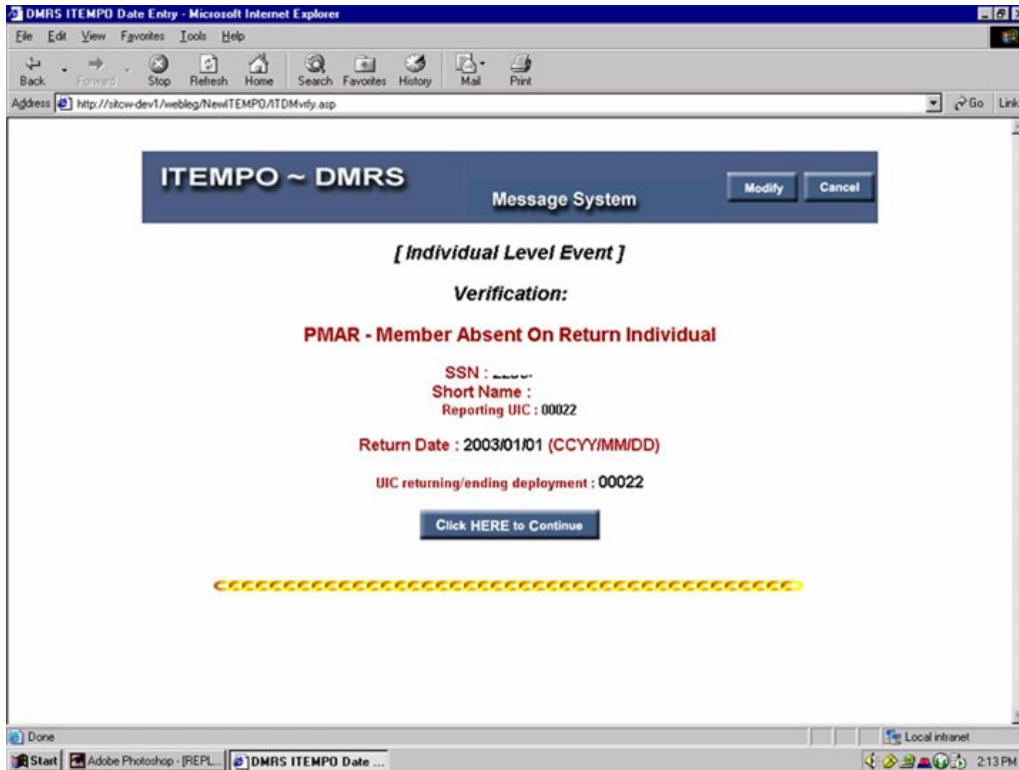 DMRS ITEMPO Date Entry - Microsoft Internet Explorer
File Edit View Favorites Tools Help
Back Forward Stop Refresh Home Search Favorites History Mail Print
Address http://sitcw-dev1/webleg/NewITEMPO/ITDMvrfy.asp Go Link
ITEMPO ~ DMRS
Message System
Modify Cancel
[ Individual Level Event ]
Verification:
PMAR - Member Absent On Return Individual
SSN :
Short Name :
Reporting UIC : 00022
Return Date : 2003/01/01 (CCYY/MM/DD)
UIC returning/ending deployment : 00022
Click HERE to Continue
Done Local intranet
Start Adobe Photoshop - [REPL... DMRS ITEMPO Date ... 2:13 PM